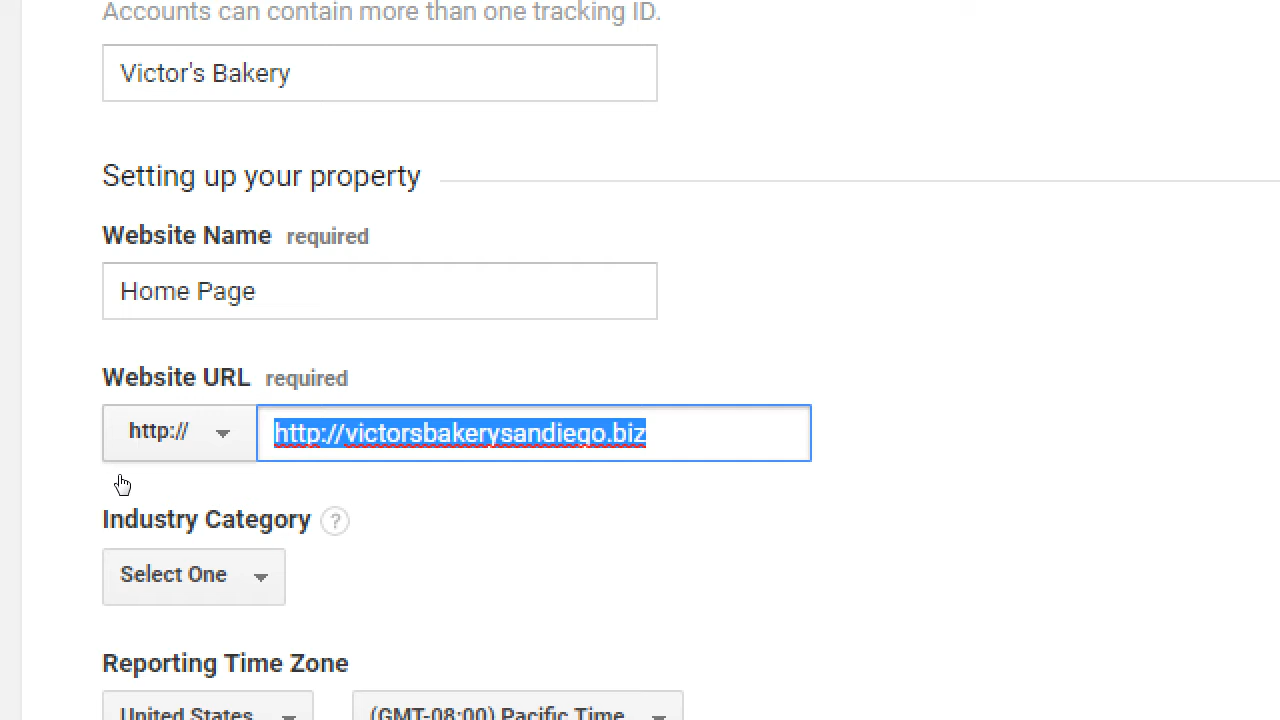 Accounts can contain more than one tracking ID.
Victor's Bakery
Setting up your property
Website Name required
Home Page
Website URL required
http:// http://victorsbakerysandiego.biz
Industry Category ?
Select One
Reporting Time Zone
United States (GMT-08:00) Pacific Time